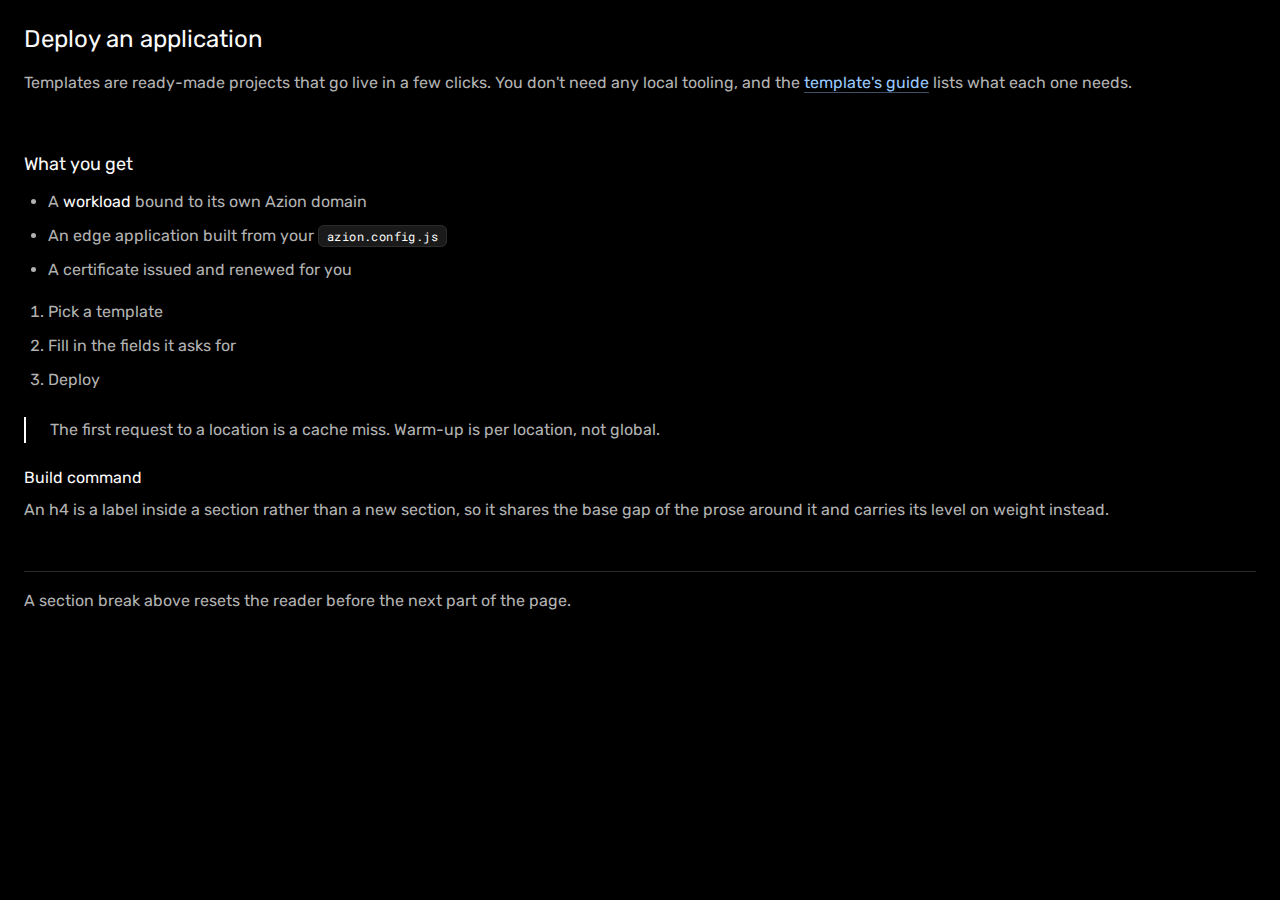 Deploy an application
Templates are ready-made projects that go live in a few clicks. You don't need any local tooling, and the template's guide lists what each one needs.
What you get
• A workload bound to its own Azion domain
• An edge application built from your azion.config.js
• A certificate issued and renewed for you
1. Pick a template
2. Fill in the fields it asks for
3. Deploy
The first request to a location is a cache miss. Warm-up is per location, not global.
Build command
An h4 is a label inside a section rather than a new section, so it shares the base gap of the prose around it and carries its level on weight instead.
A section break above resets the reader before the next part of the page.